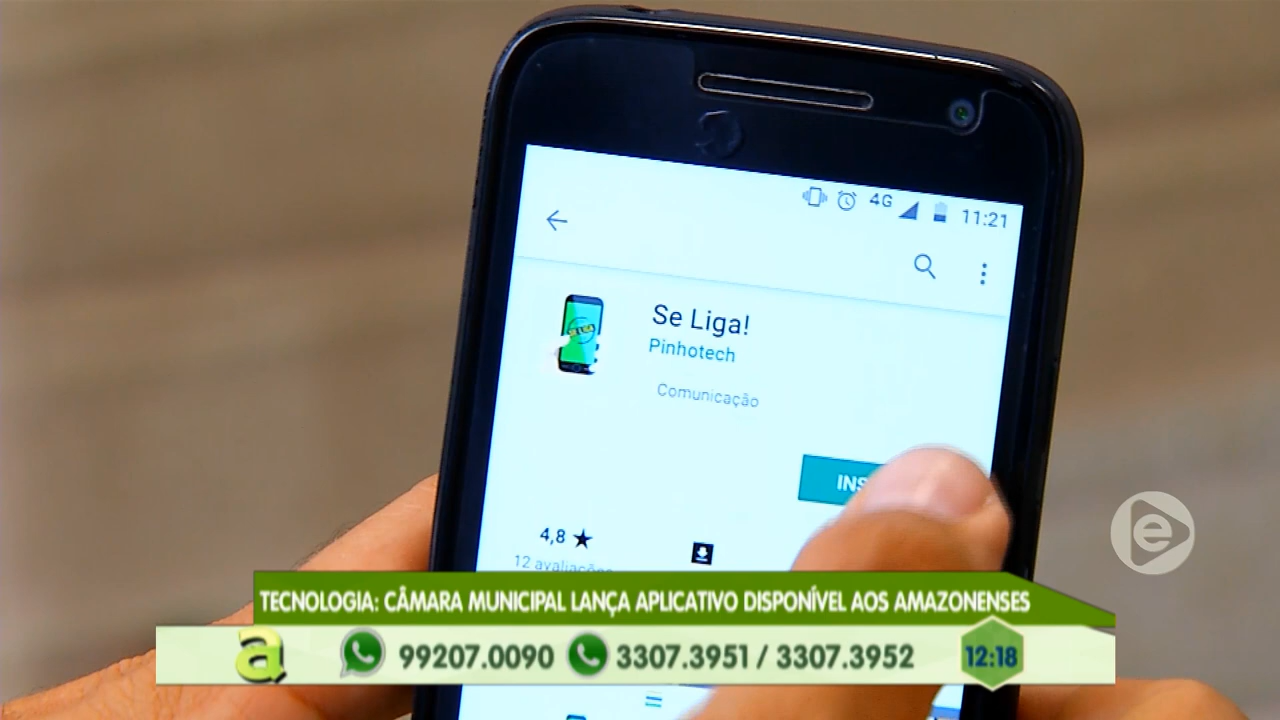 4G 11:21
Se Liga!
Pinhotech
Comunicação
4,8 ★
TECNOLOGIA: CÂMARA MUNICIPAL LANÇA APLICATIVO DISPONÍVEL AOS AMAZONENSES
a 99207.0090 3307.3951 / 3307.3952 12:18
e